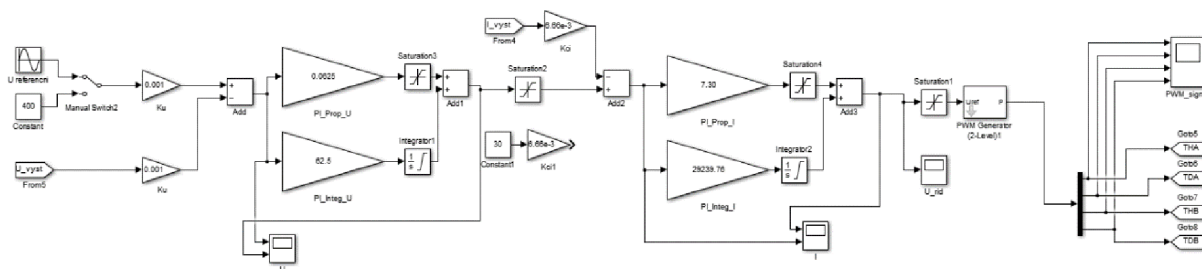 U referencni
Manual Switch2
400
Constant
0.001
Ku
+
−
Add
U_vyst
From5
0.001
Ku
0.0625
PI_Prop_U
62.5
PI_Integ_U
Saturation3
Integrator1
1
s
+
+
Add1
I_vyst
From4
6.66e-3
Koi
Saturation2
30
Constant1
6.66e-3
Koi1
−
+
Add2
7.30
PI_Prop_I
29239.76
PI_Integ_I
Saturation4
Integrator2
1
s
+
+
Add3
I
Saturation1
U_rid
Uref
P
PWM Generator
(2-Level)1
PWM_sign
Goto5
THA
Goto6
TDA
Goto7
THB
Goto8
TDB